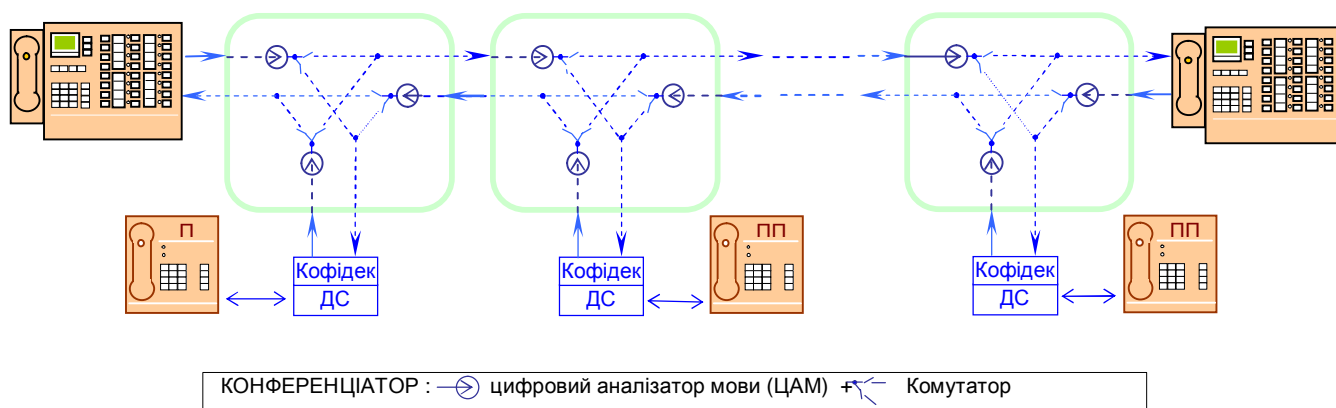 П
ПП
ПП
Кофідек
ДС
Кофідек
ДС
Кофідек
ДС
КОНФЕРЕНЦІАТОР : цифровий аналізатор мови (ЦАМ) + Комутатор